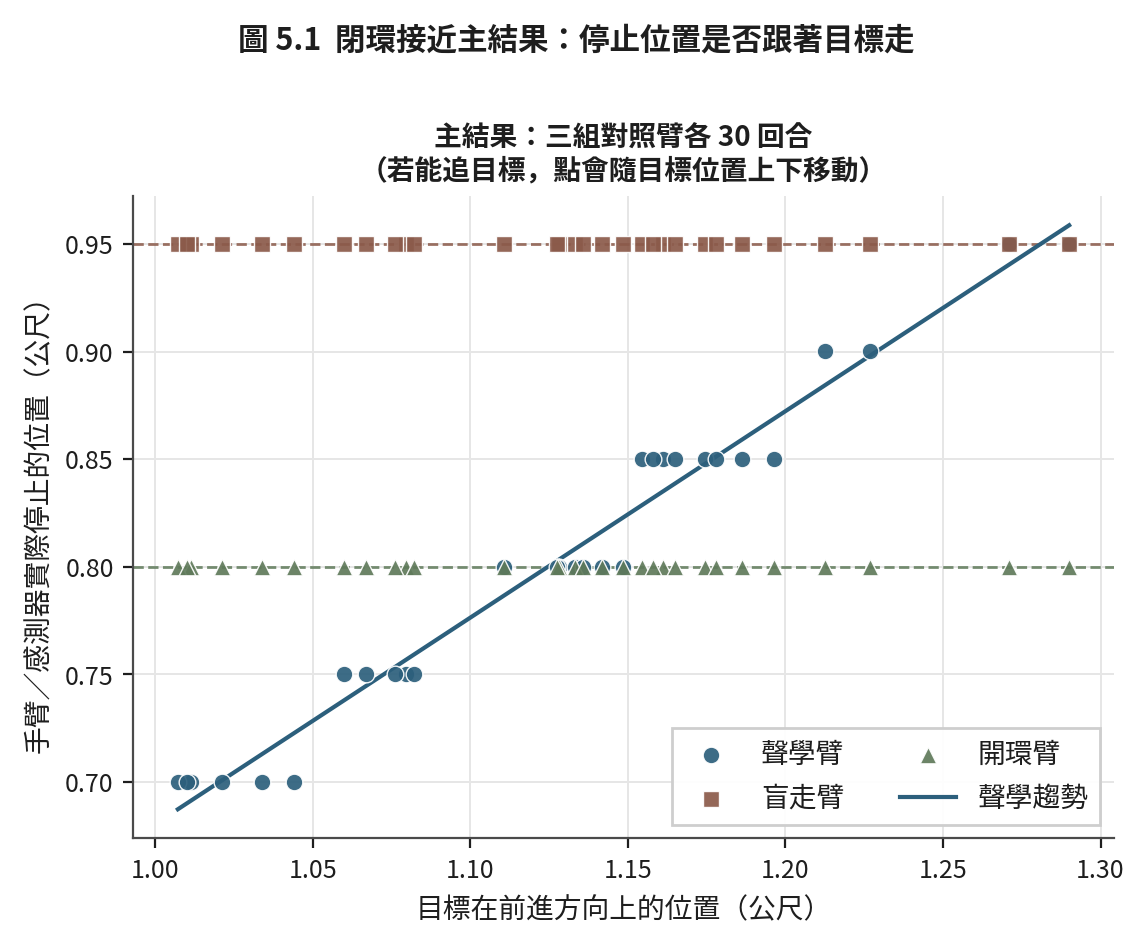 圖 5.1 閉環接近主結果：停止位置是否跟著目標走
主結果：三組對照臂各 30 回合
（若能追目標，點會隨目標位置上下移動）
手臂／感測器實際停止的位置（公尺）
0.95
0.90
0.85
0.80
0.75
0.70
聲學臂
開環臂
盲走臂
聲學趨勢
1.00 1.05 1.10 1.15 1.20 1.25 1.30
目標在前進方向上的位置（公尺）